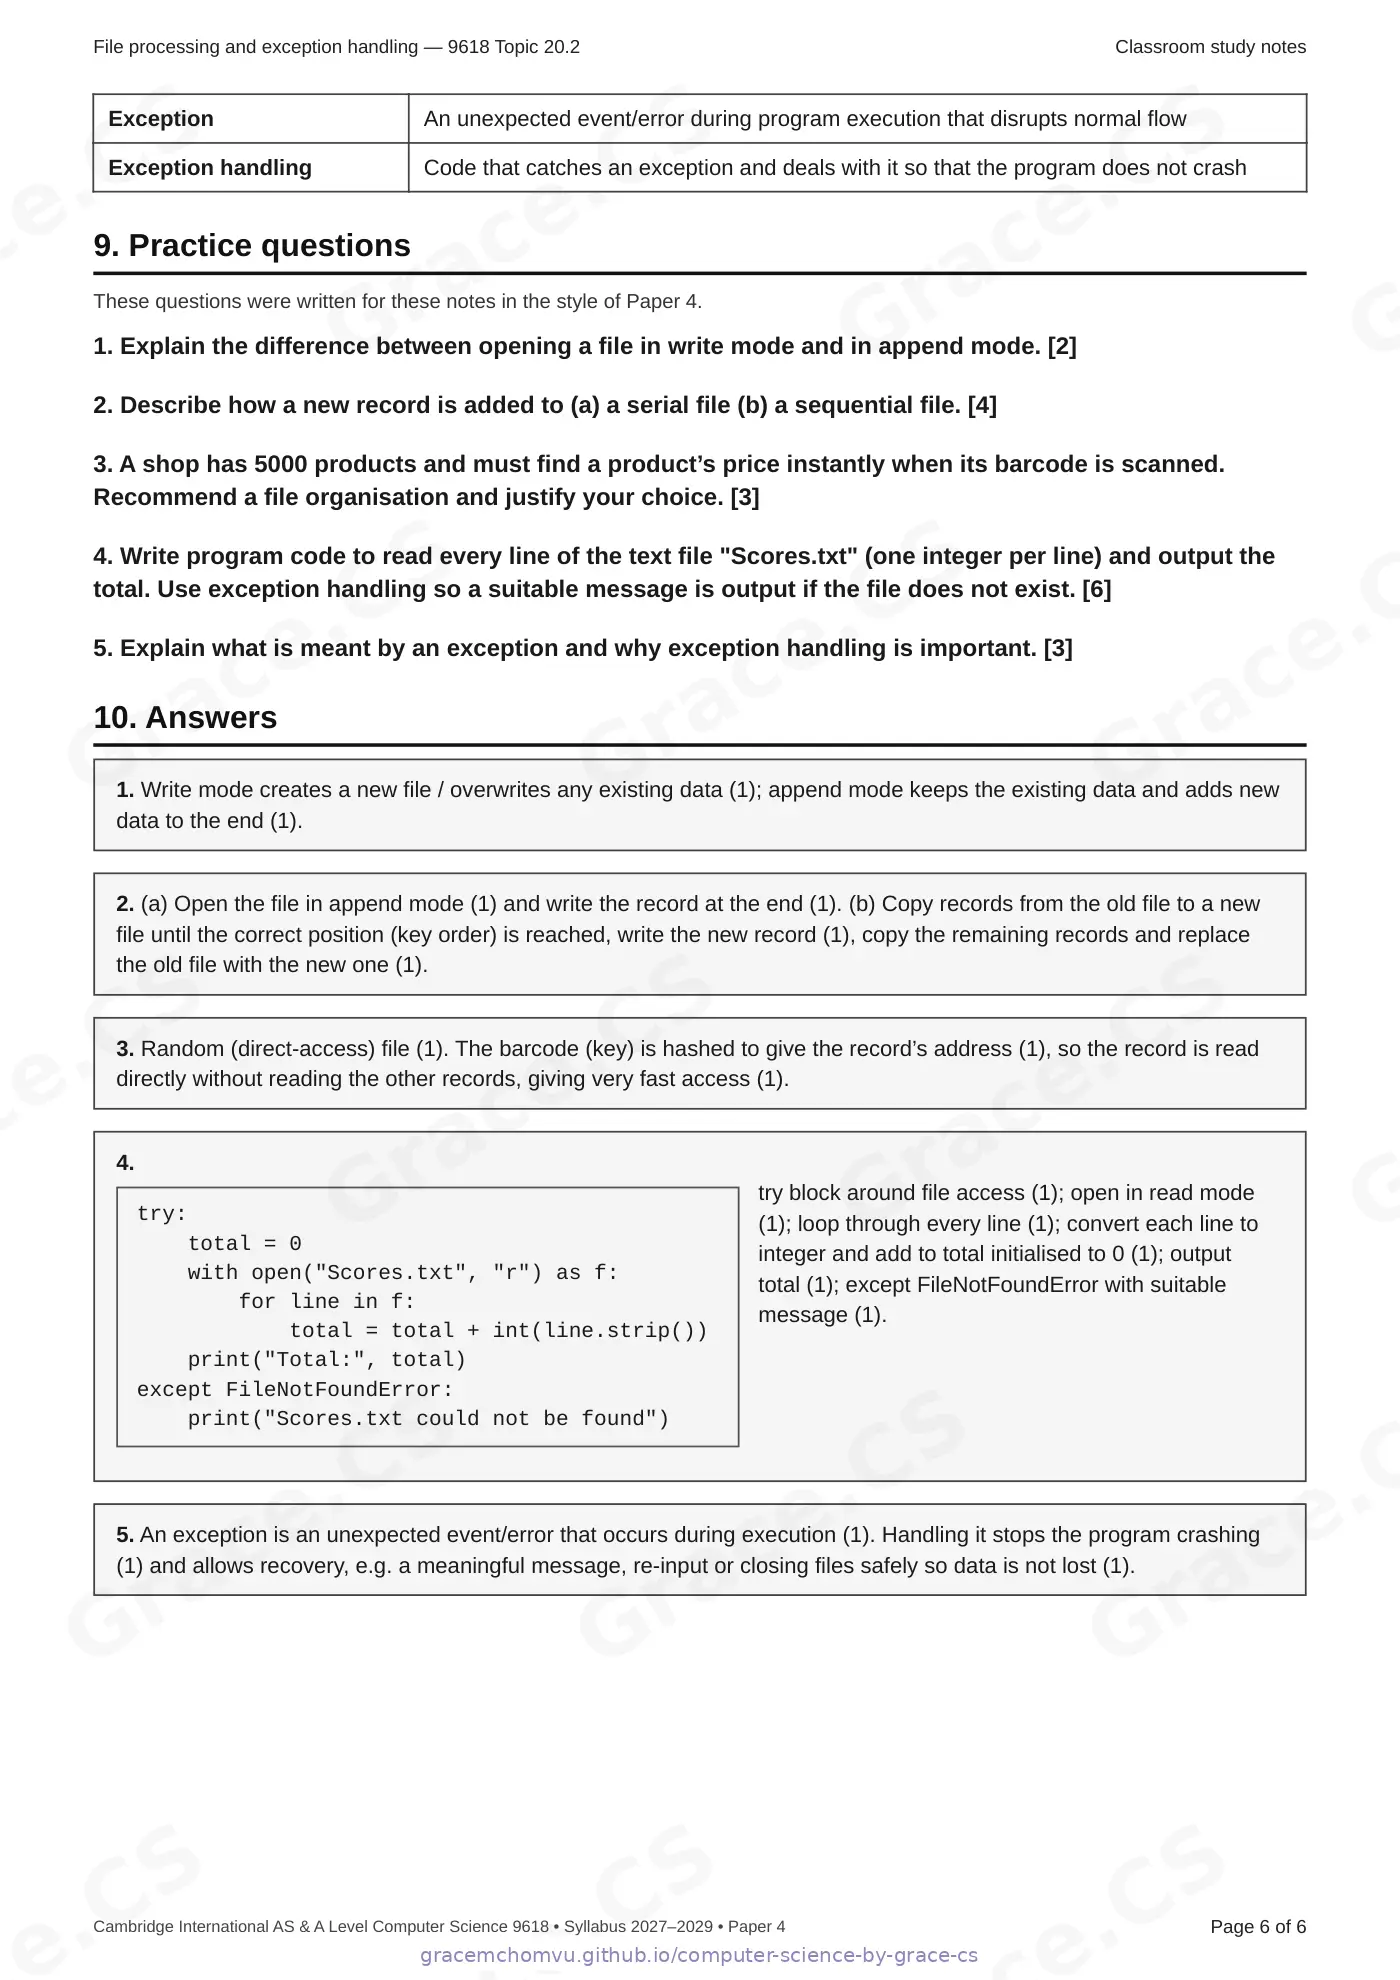 File processing and exception handling — 9618 Topic 20.2
Classroom study notes
Exception
An unexpected event/error during program execution that disrupts normal flow
Exception handling
Code that catches an exception and deals with it so that the program does not crash
9. Practice questions
These questions were written for these notes in the style of Paper 4.
1. Explain the difference between opening a file in write mode and in append mode. [2]
2. Describe how a new record is added to (a) a serial file (b) a sequential file. [4]
3. A shop has 5000 products and must find a product’s price instantly when its barcode is scanned.
Recommend a file organisation and justify your choice. [3]
4. Write program code to read every line of the text file "Scores.txt" (one integer per line) and output the
total. Use exception handling so a suitable message is output if the file does not exist. [6]
5. Explain what is meant by an exception and why exception handling is important. [3]
10. Answers
1. Write mode creates a new file / overwrites any existing data (1); append mode keeps the existing data and adds new
data to the end (1).
2. (a) Open the file in append mode (1) and write the record at the end (1). (b) Copy records from the old file to a new
file until the correct position (key order) is reached, write the new record (1), copy the remaining records and replace
the old file with the new one (1).
3. Random (direct-access) file (1). The barcode (key) is hashed to give the record’s address (1), so the record is read
directly without reading the other records, giving very fast access (1).
4.
try:
    total = 0
    with open("Scores.txt", "r") as f:
        for line in f:
            total = total + int(line.strip())
    print("Total:", total)
except FileNotFoundError:
    print("Scores.txt could not be found")
try block around file access (1); open in read mode
(1); loop through every line (1); convert each line to
integer and add to total initialised to 0 (1); output
total (1); except FileNotFoundError with suitable
message (1).
5. An exception is an unexpected event/error that occurs during execution (1). Handling it stops the program crashing
(1) and allows recovery, e.g. a meaningful message, re-input or closing files safely so data is not lost (1).
Cambridge International AS & A Level Computer Science 9618 • Syllabus 2027–2029 • Paper 4
Page 6 of 6
gracemchomvu.github.io/computer-science-by-grace-cs
Grace.CS